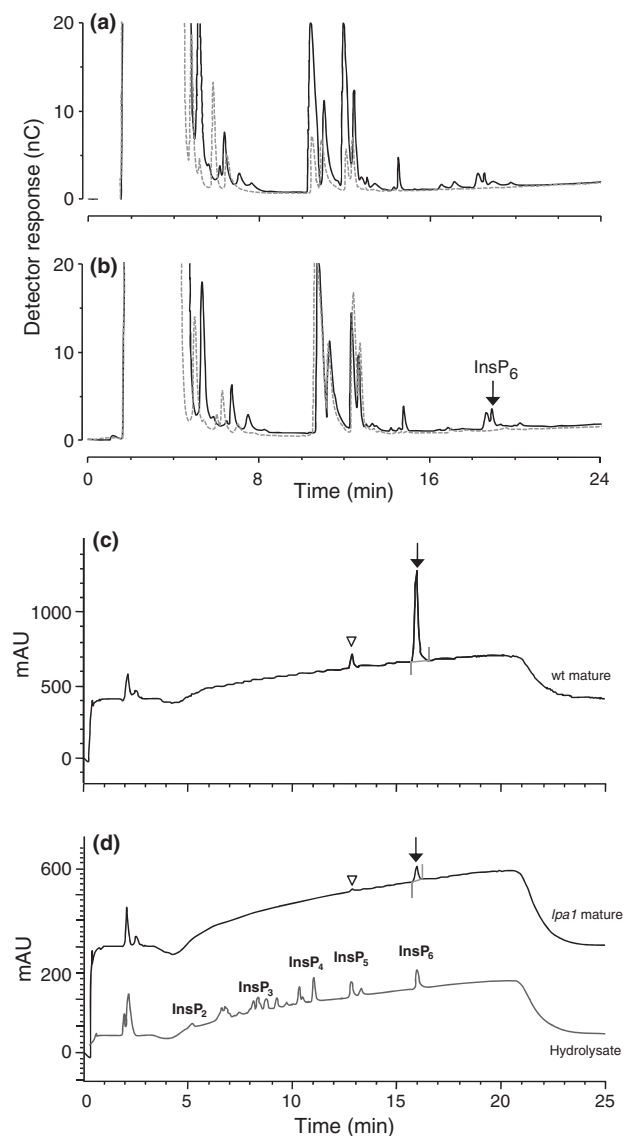 (a)
20
10
0
Detector response (nC)
(b)
20
10
0
InsP6
0
8
16
24
Time (min)
(c)
1000
500
0
mAU
wt mature
(d)
600
200
0
mAU
lpa1 mature
InsP2
InsP3
InsP4
InsP5
InsP6
Hydrolysate
0
5
10
15
20
25
Time (min)